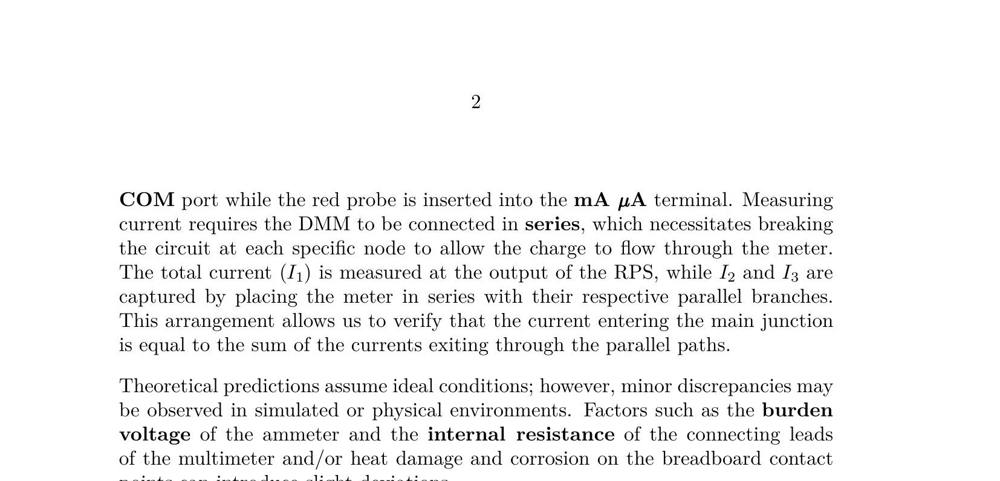 2
COM port while the red probe is inserted into the mA μA terminal. Measuring
current requires the DMM to be connected in series, which necessitates breaking
the circuit at each specific node to allow the charge to flow through the meter.
The total current (I₁) is measured at the output of the RPS, while I₂ and I₃ are
captured by placing the meter in series with their respective parallel branches.
This arrangement allows us to verify that the current entering the main junction
is equal to the sum of the currents exiting through the parallel paths.
Theoretical predictions assume ideal conditions; however, minor discrepancies may
be observed in simulated or physical environments. Factors such as the burden
voltage of the ammeter and the internal resistance of the connecting leads
of the multimeter and/or heat damage and corrosion on the breadboard contact
points can introduce slight deviations.